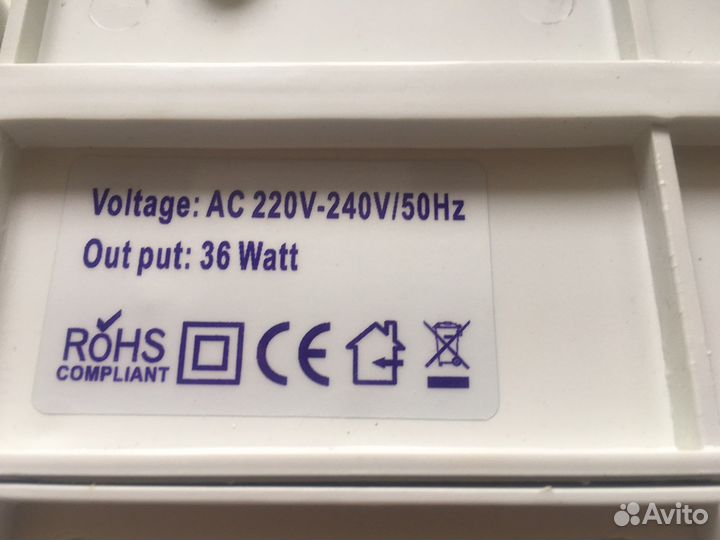 Voltage: AC 220V-240V/50Hz
Out put: 36 Watt
ROHS
COMPLIANT
CE
Avito